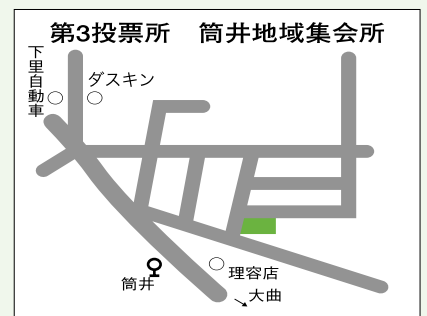 第3投票所　筒井地域集会所
下里自動車
ダスキン
筒井
理容店
大曲